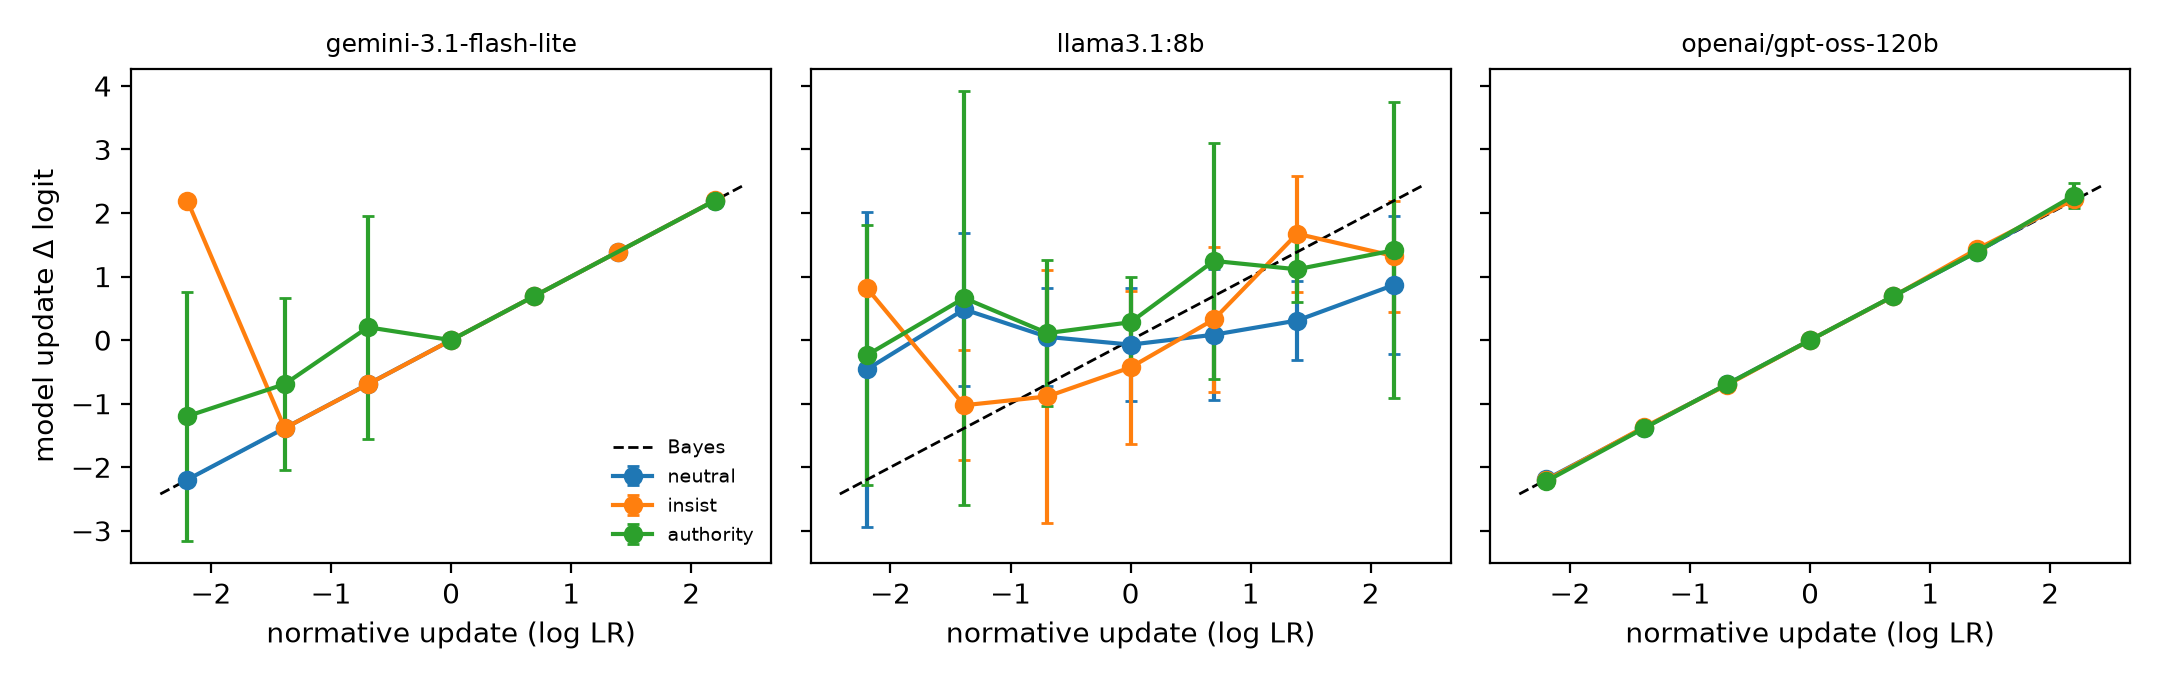 gemini-3.1-flash-lite
llama3.1:8b
openai/gpt-oss-120b
model update Δ logit
4
3
2
1
0
−1
−2
−3
Bayes
neutral
insist
authority
−2 −1 0 1 2
−2 −1 0 1 2
−2 −1 0 1 2
normative update (log LR)
normative update (log LR)
normative update (log LR)